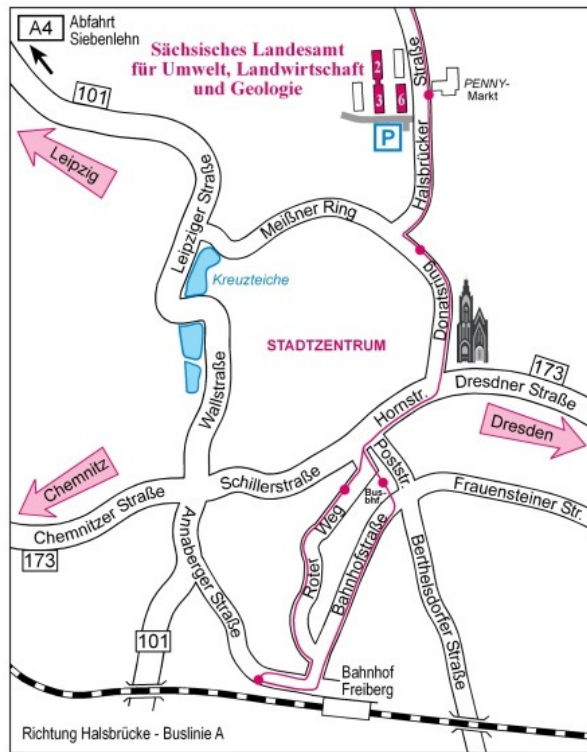 A4
Abfahrt
Siebenlehn
Sächsisches Landesamt
für Umwelt, Landwirtschaft
und Geologie
2
3
6
P
Halsbrücker Straße
PENNY-
Markt
101
Leipzig
Leipziger Straße
Meißner Ring
Kreuzteiche
Donatsring
STADTZENTRUM
Wallstraße
173
Dresdner Straße
Hornstr.
Dresden
Poststr.
Chemnitz
Schillerstraße
Bus-
bhf
Frauensteiner Str.
Chemnitzer Straße
173
Roter Weg
Bahnhofstraße
Annaberger Straße
Berthelsdorfer Straße
101
Bahnhof
Freiberg
Richtung Halsbrücke - Buslinie A